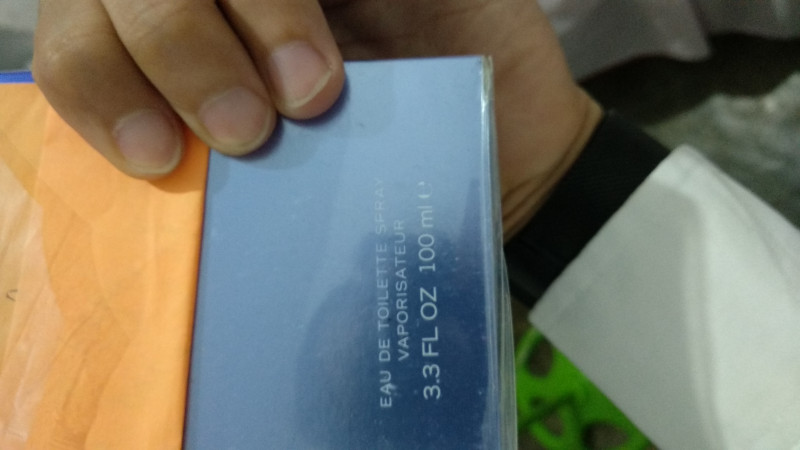 EAU DE TOILETTE SPRAY
VAPORISATEUR
3.3 FL OZ 100 ml ℮